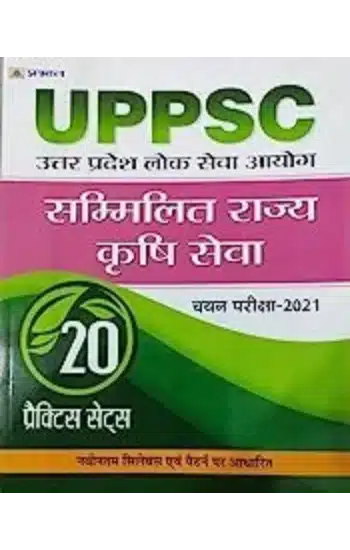 प्रभात
UPPSC
उत्तर प्रदेश लोक सेवा आयोग
सम्मिलित राज्य
कृषि सेवा
चयन परीक्षा-2021
20
प्रैक्टिस सेट्स
नवीनतम सिलेबस एवं पैटर्न पर आधारित